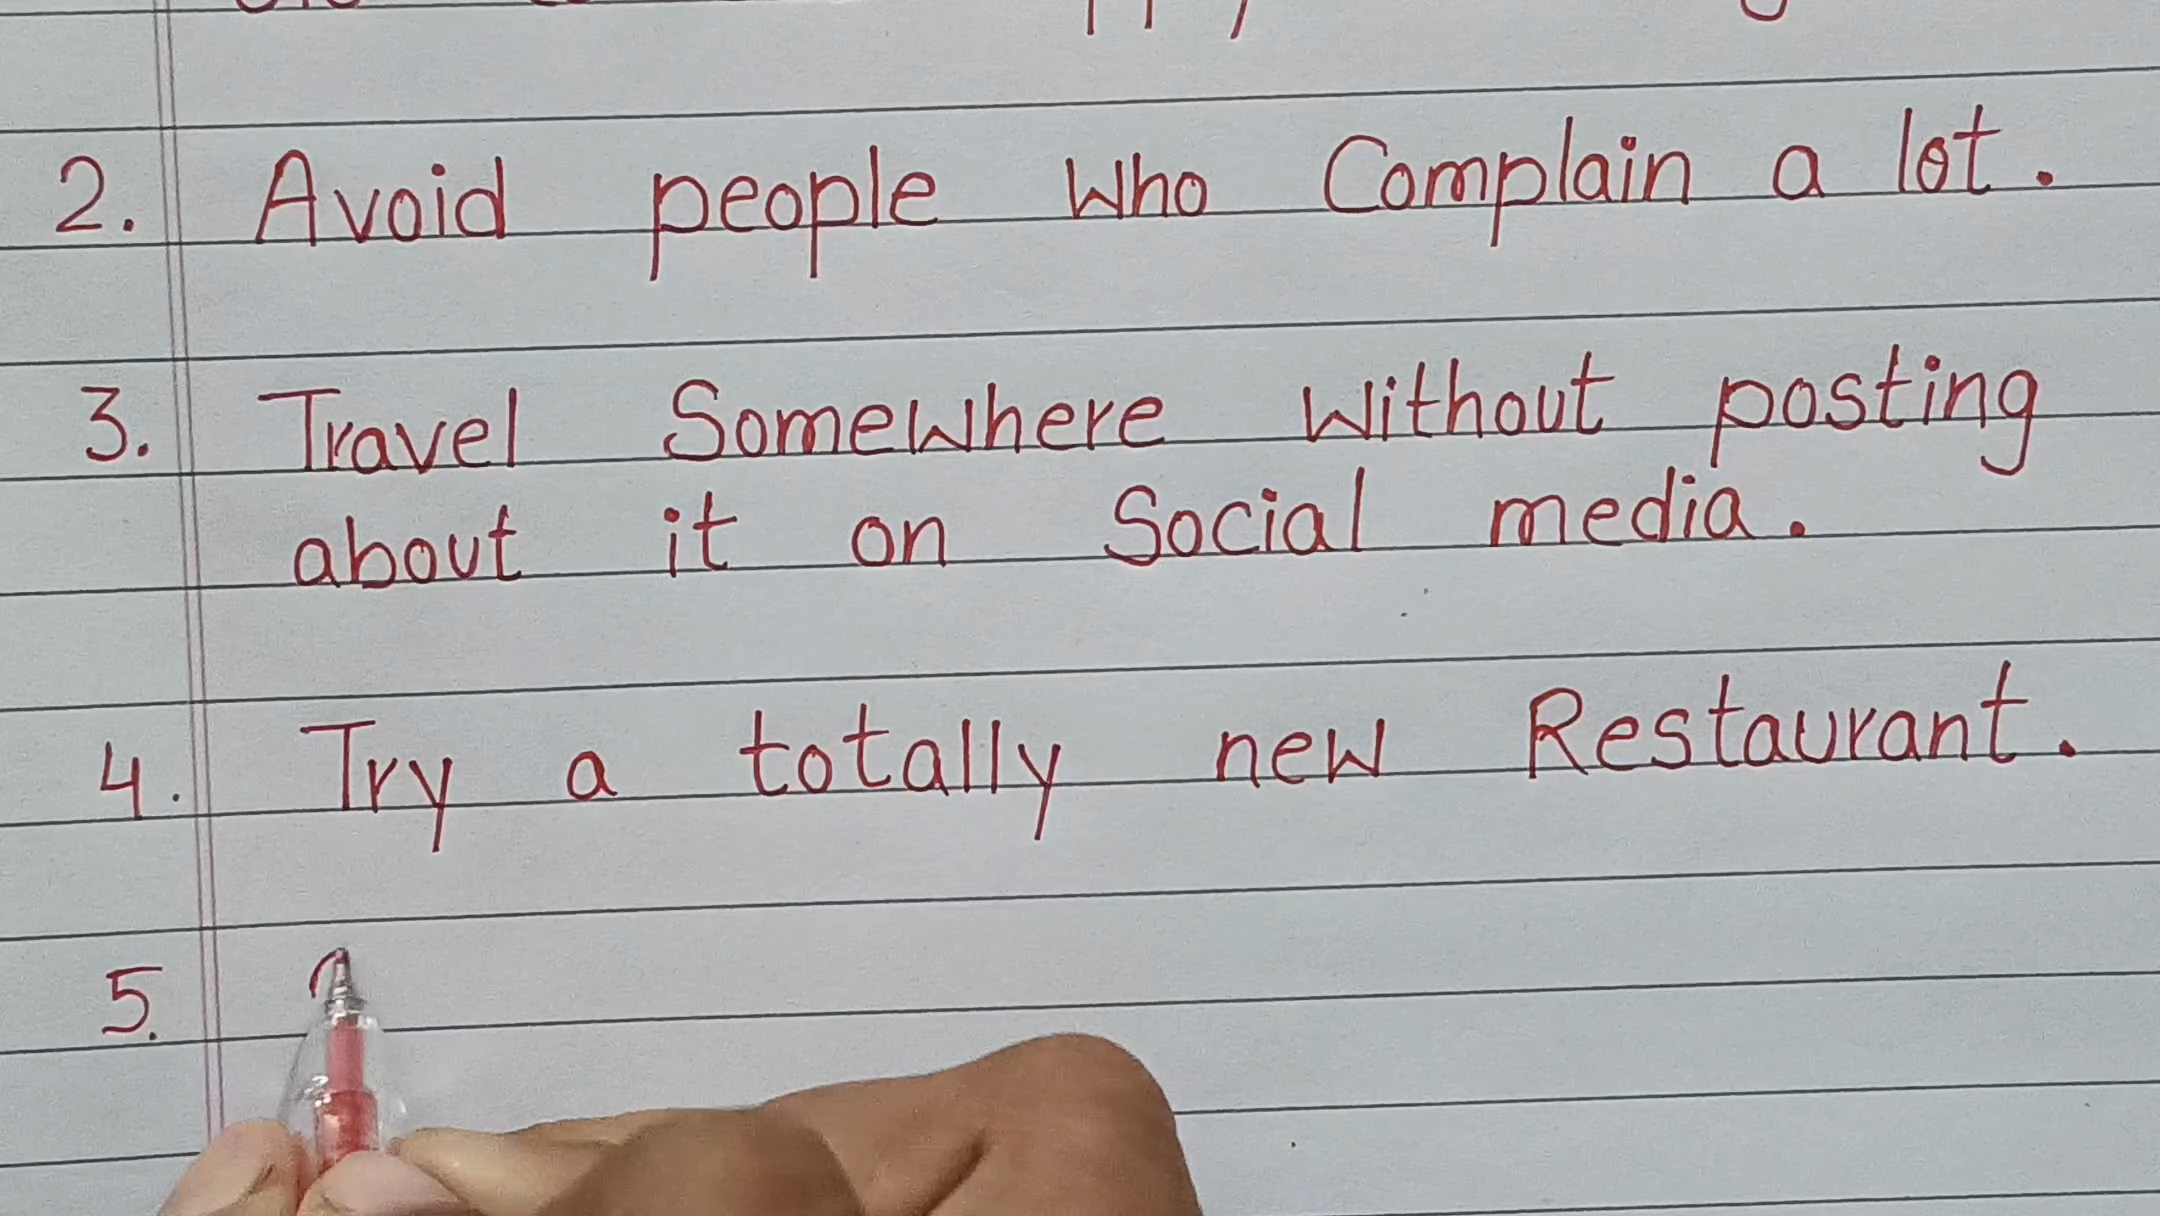 2. Avoid people who Complain a lot.
3. Travel Somewhere without posting
about it on Social media.
4. Try a totally new Restaurant.
5.